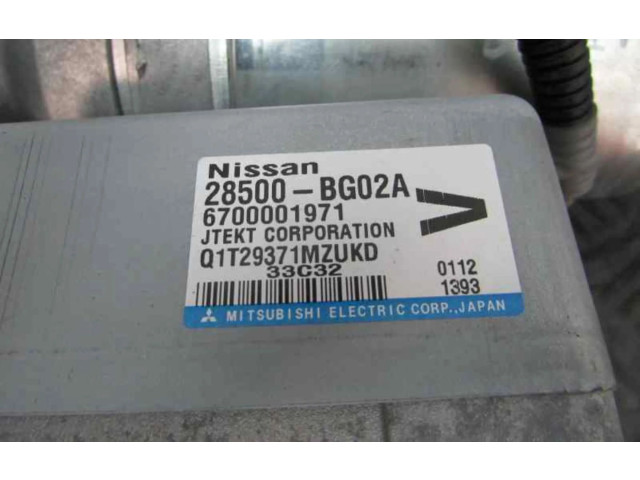 Nissan
28500-BG02A
6700001971
JTEKT CORPORATION
Q1T29371MZUKD
33C32
0112
1393
MITSUBISHI ELECTRIC CORP., JAPAN